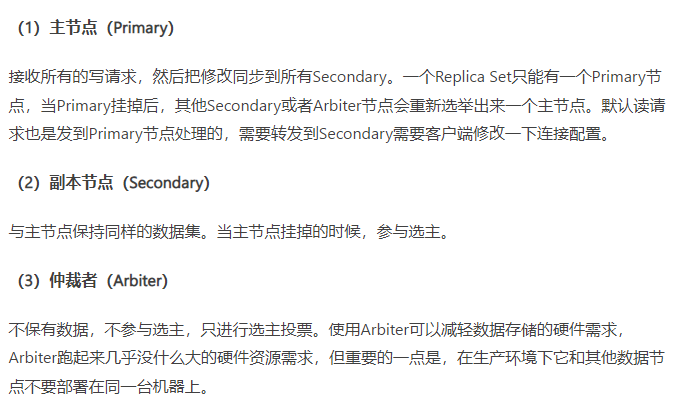 （1）主节点（Primary）
接收所有的写请求，然后把修改同步到所有Secondary。一个Replica Set只能有一个Primary节
点，当Primary挂掉后，其他Secondary或者Arbiter节点会重新选举出来一个主节点。默认读请
求也是发到Primary节点处理的，需要转发到Secondary需要客户端修改一下连接配置。
（2）副本节点（Secondary）
与主节点保持同样的数据集。当主节点挂掉的时候，参与选主。
（3）仲裁者（Arbiter）
不保有数据，不参与选主，只进行选主投票。使用Arbiter可以减轻数据存储的硬件需求，
Arbiter跑起来几乎没什么大的硬件资源需求，但重要的一点是，在生产环境下它和其他数据节
点不要部署在同一台机器上。